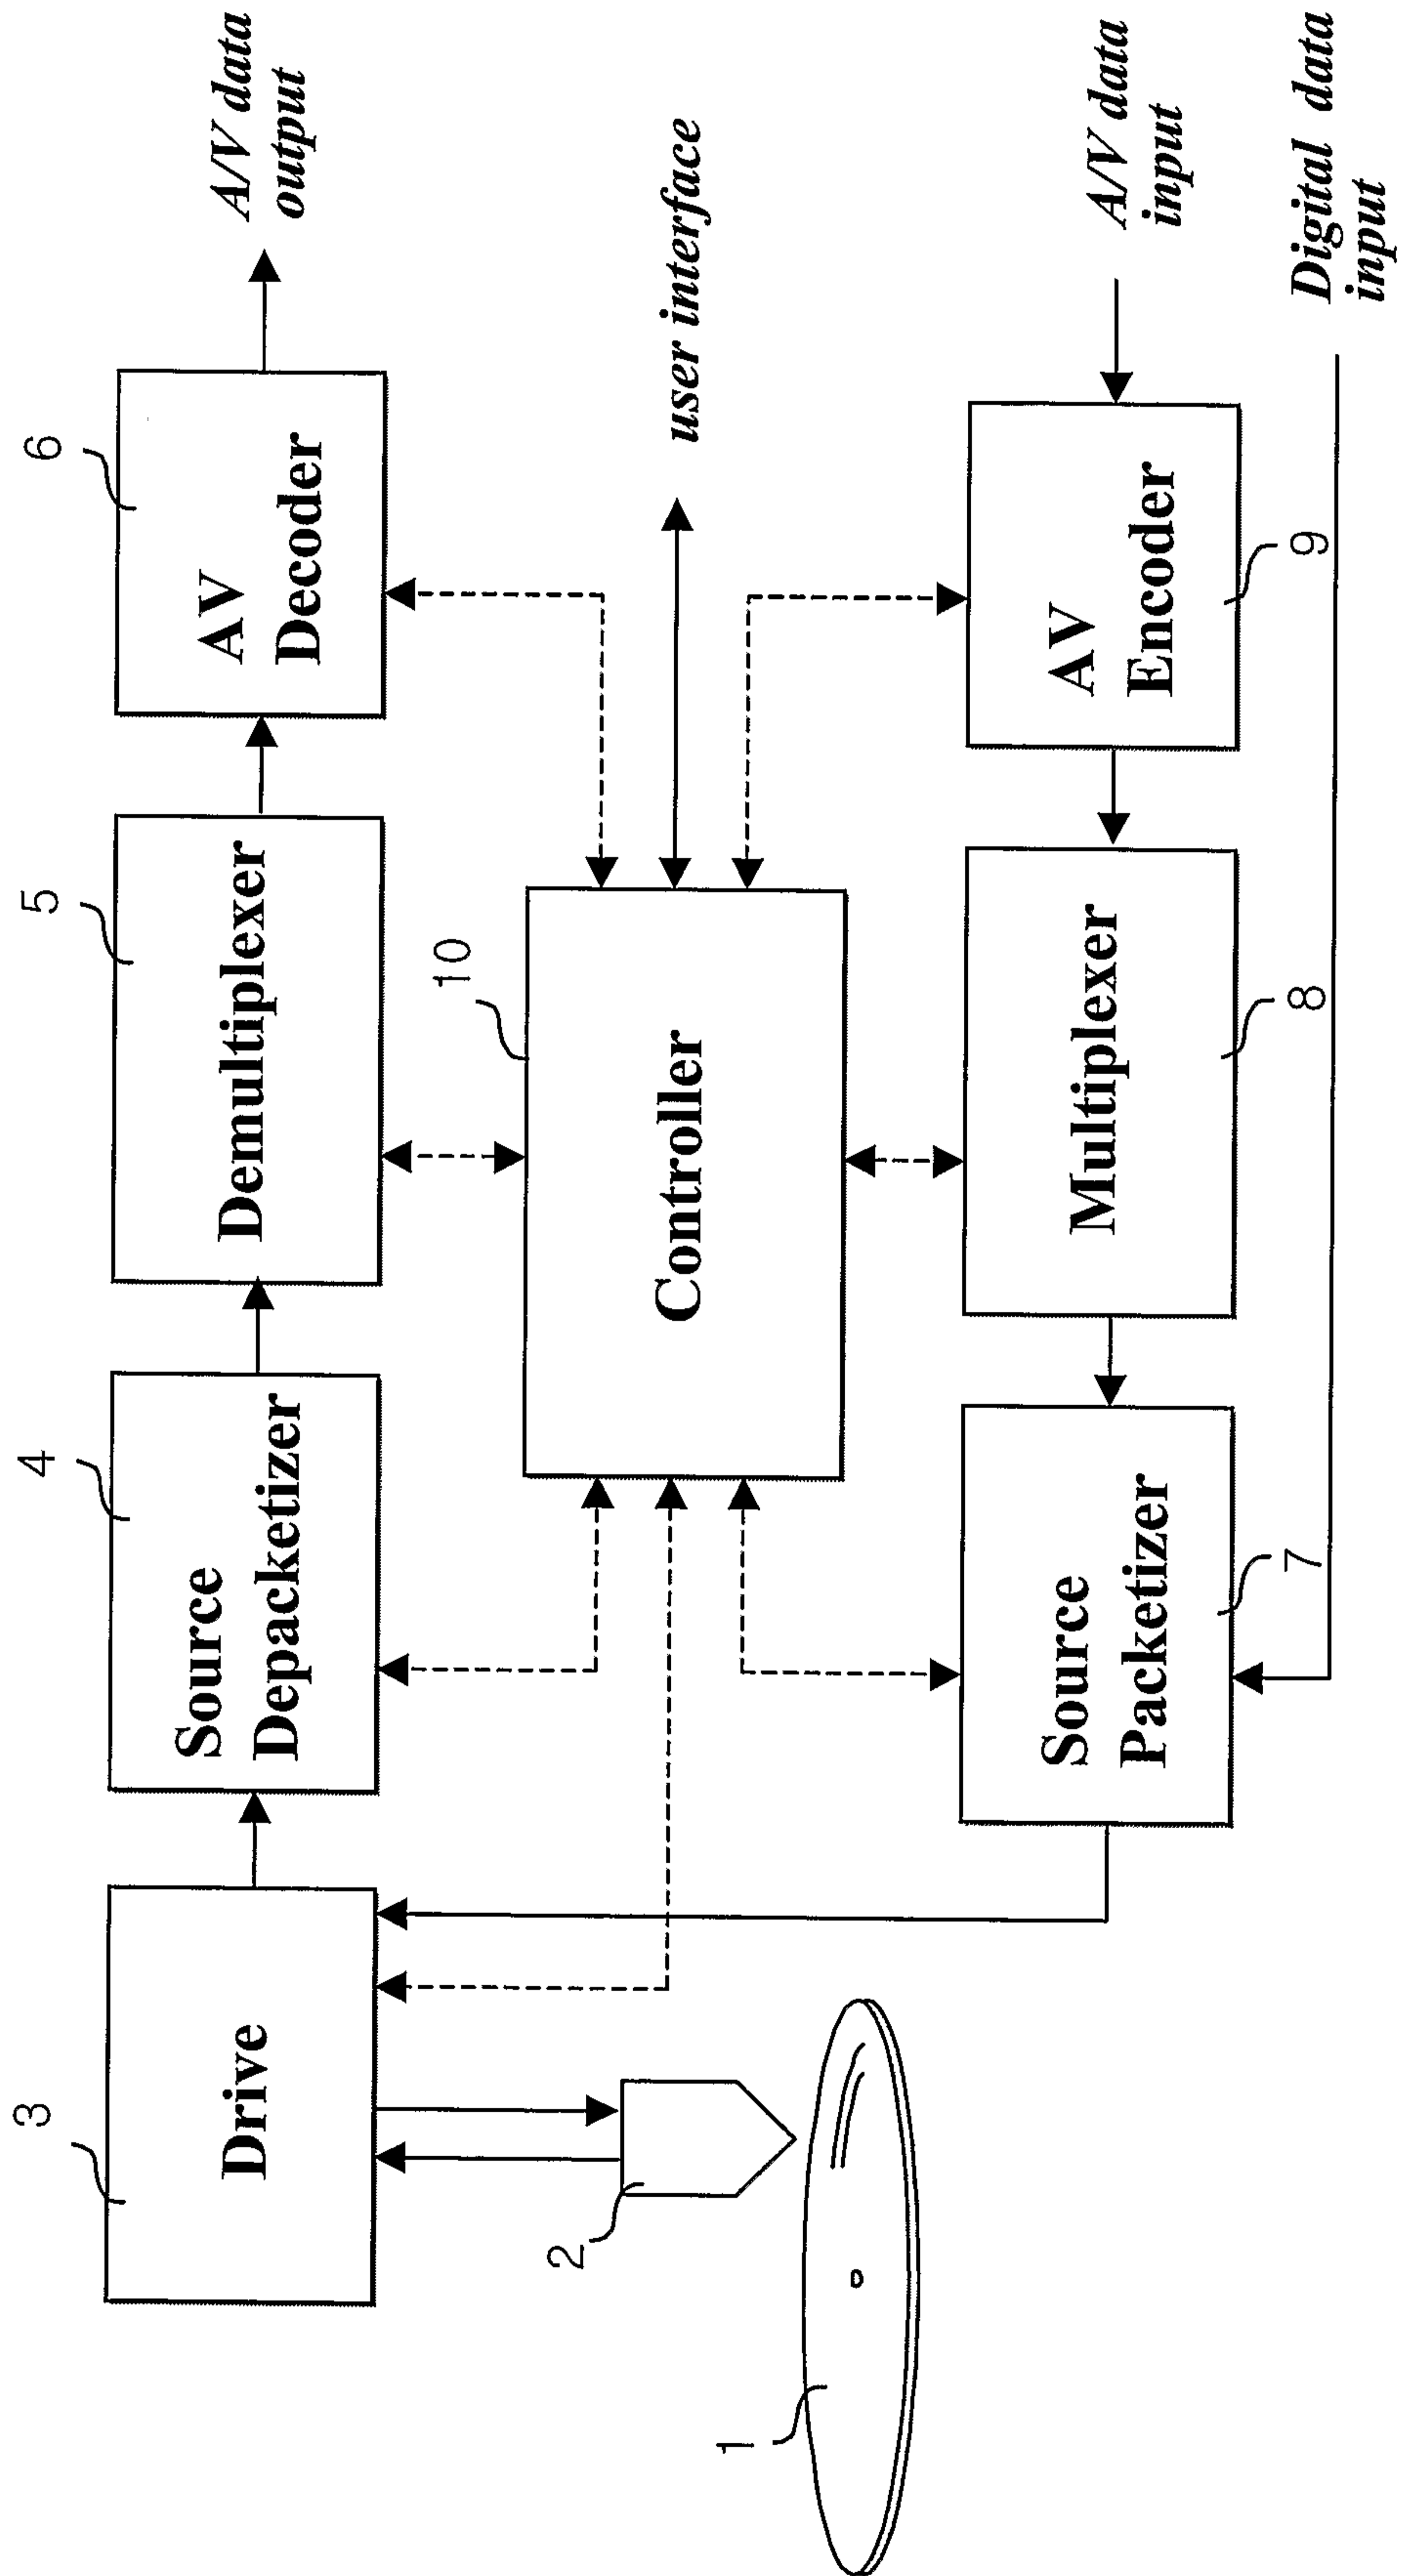 3
4
5
6
Drive
Source
Depacketizer
Demultiplexer
AV
Decoder
A/V data
output
2
10
Controller
user interface
1
Source
Packetizer
Multiplexer
AV
Encoder
A/V data
input
7
8
9
Digital data
input